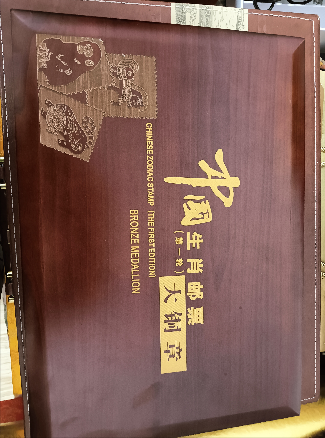 中国
生肖邮票
(第一轮)
大铜章
CHINESE ZODIAC STAMP (THE FIRST EDITION)
BRONZE MEDALLION